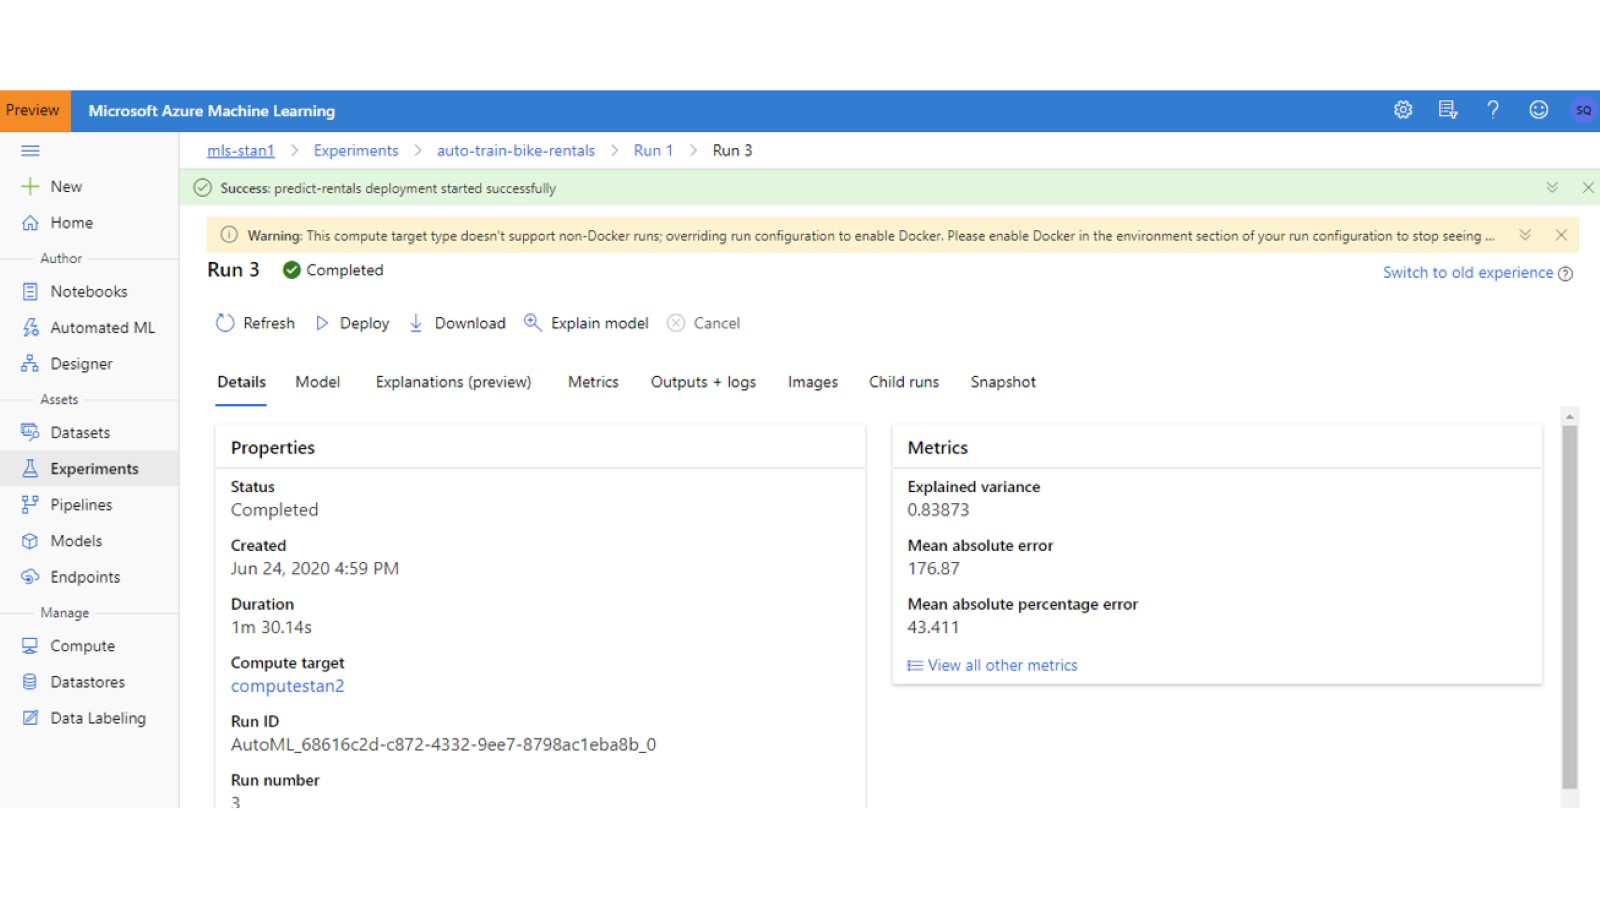 Preview
Microsoft Azure Machine Learning
SQ
mls-stan1 > Experiments > auto-train-bike-rentals > Run 1 > Run 3
New
Home
Author
Notebooks
Automated ML
Designer
Assets
Datasets
Experiments
Pipelines
Models
Endpoints
Manage
Compute
Datastores
Data Labeling
Success: predict-rentals deployment started successfully
Warning: This compute target type doesn't support non-Docker runs; overriding run configuration to enable Docker. Please enable Docker in the environment section of your run configuration to stop seeing ...
Run 3 Completed
Switch to old experience ?
Refresh Deploy Download Explain model Cancel
Details Model Explanations (preview) Metrics Outputs + logs Images Child runs Snapshot
Properties
Status
Completed
Created
Jun 24, 2020 4:59 PM
Duration
1m 30.14s
Compute target
computestan2
Run ID
AutoML_68616c2d-c872-4332-9ee7-8798ac1eba8b_0
Run number
3
Metrics
Explained variance
0.83873
Mean absolute error
176.87
Mean absolute percentage error
43.411
View all other metrics